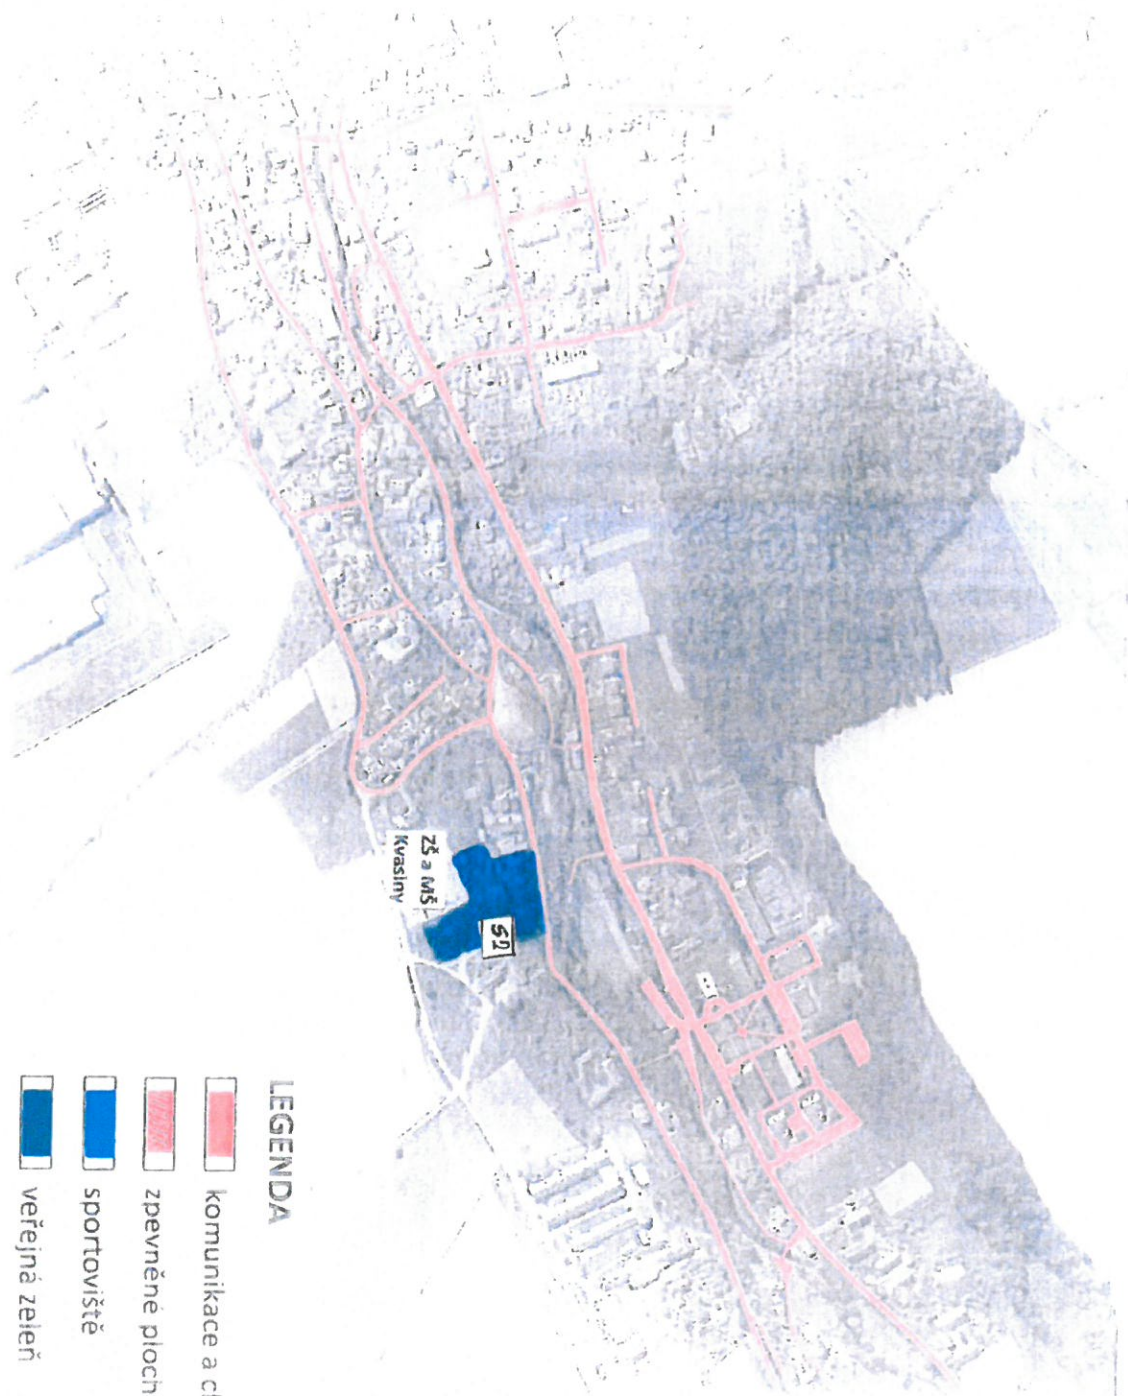 ZŠ a MŠ
Kvasiny
S2
LEGENDA
komunikace a c
zpevněné ploch
sportoviště
veřejná zeleň